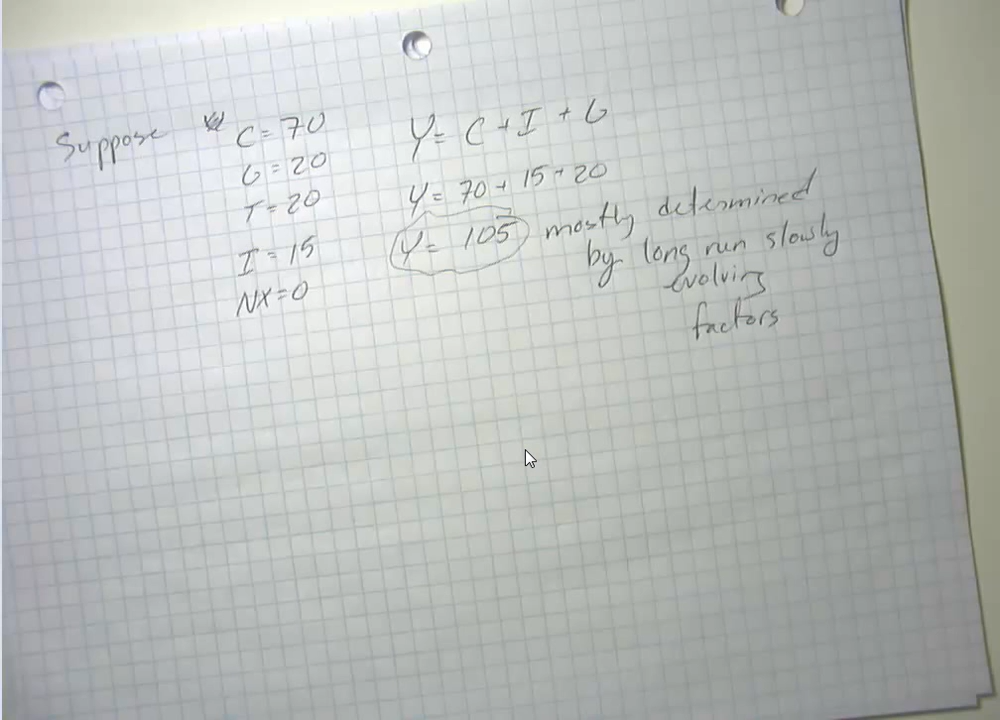 Suppose
C = 70
G = 20
T = 20
I = 15
NX = 0
Y = C + I + G
Y = 70 + 15 + 20
Y = 105 mostly determined
by long run slowly
evolving
factors